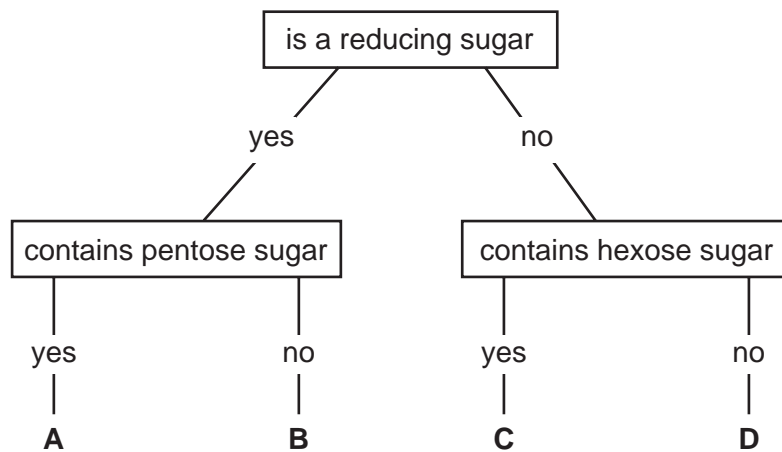 is a reducing sugar
yes
no
contains pentose sugar
contains hexose sugar
yes
no
yes
no
A
B
C
D